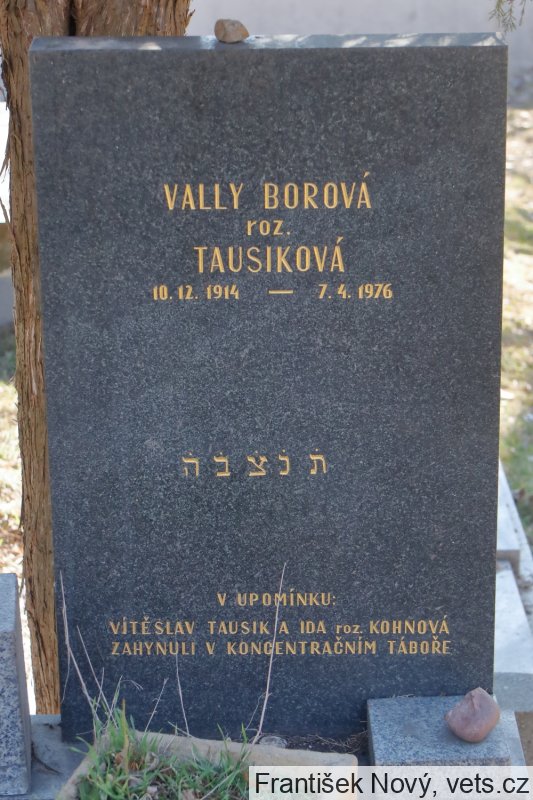 VALLY BOROVÁ
roz.
TAUSIKOVÁ
10. 12. 1914 — 7. 4. 1976
ת נ צ ב ה
V UPOMÍNKU:
VÍTĚSLAV TAUSIK A IDA roz. KOHNOVÁ
ZAHYNULI V KONCENTRAČNÍM TÁBOŘE
František Nový, vets.cz